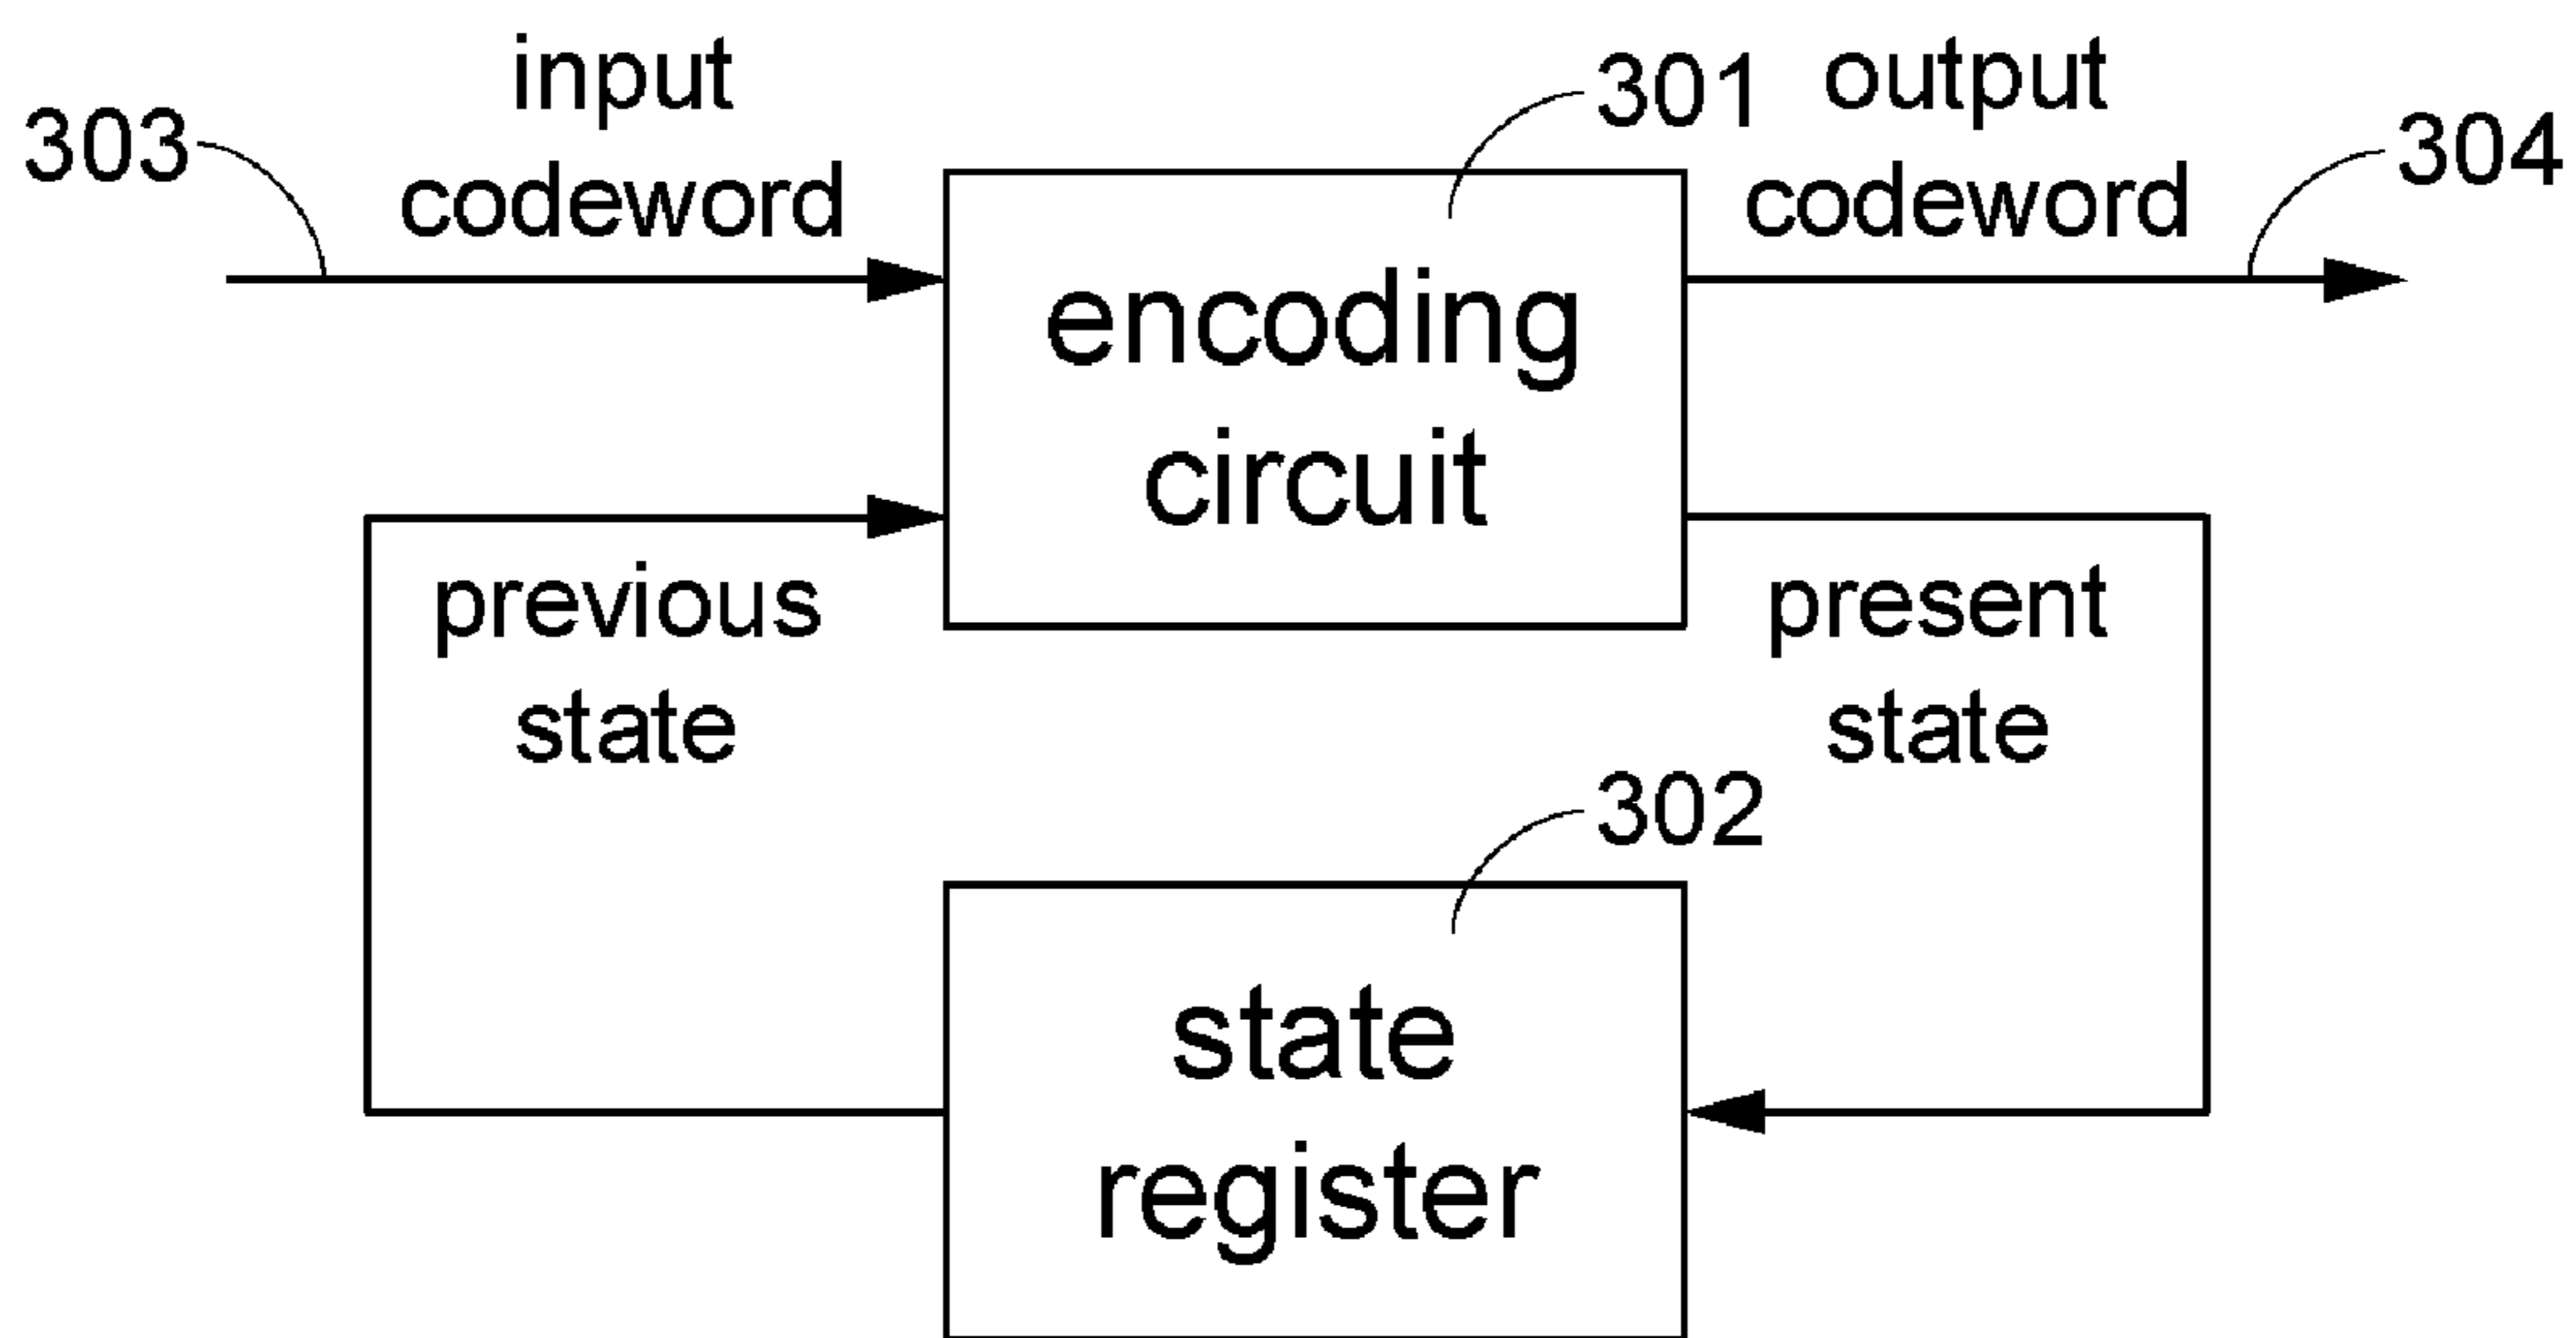 303
input
codeword
301
output
codeword
304
encoding
circuit
previous
state
present
state
302
state
register